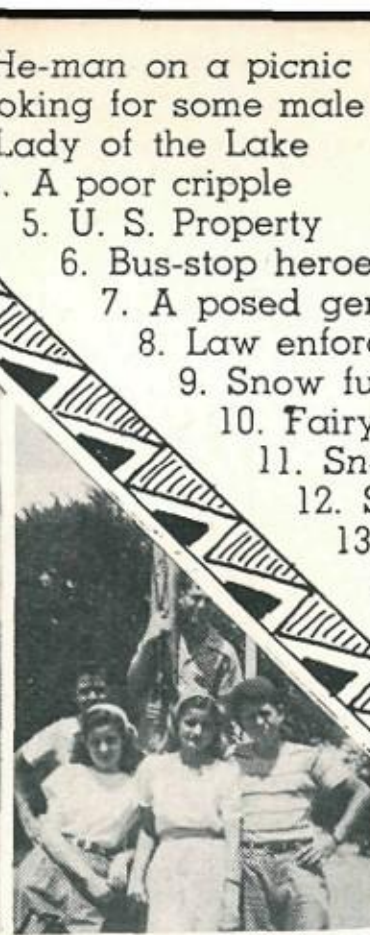 He-man on a picnic
oking for some male
Lady of the Lake
. A poor cripple
5. U. S. Property
6. Bus-stop heroe
7. A posed ger
8. Law enforc
9. Snow fu
10. Fairy
11. Sn
12. S
13